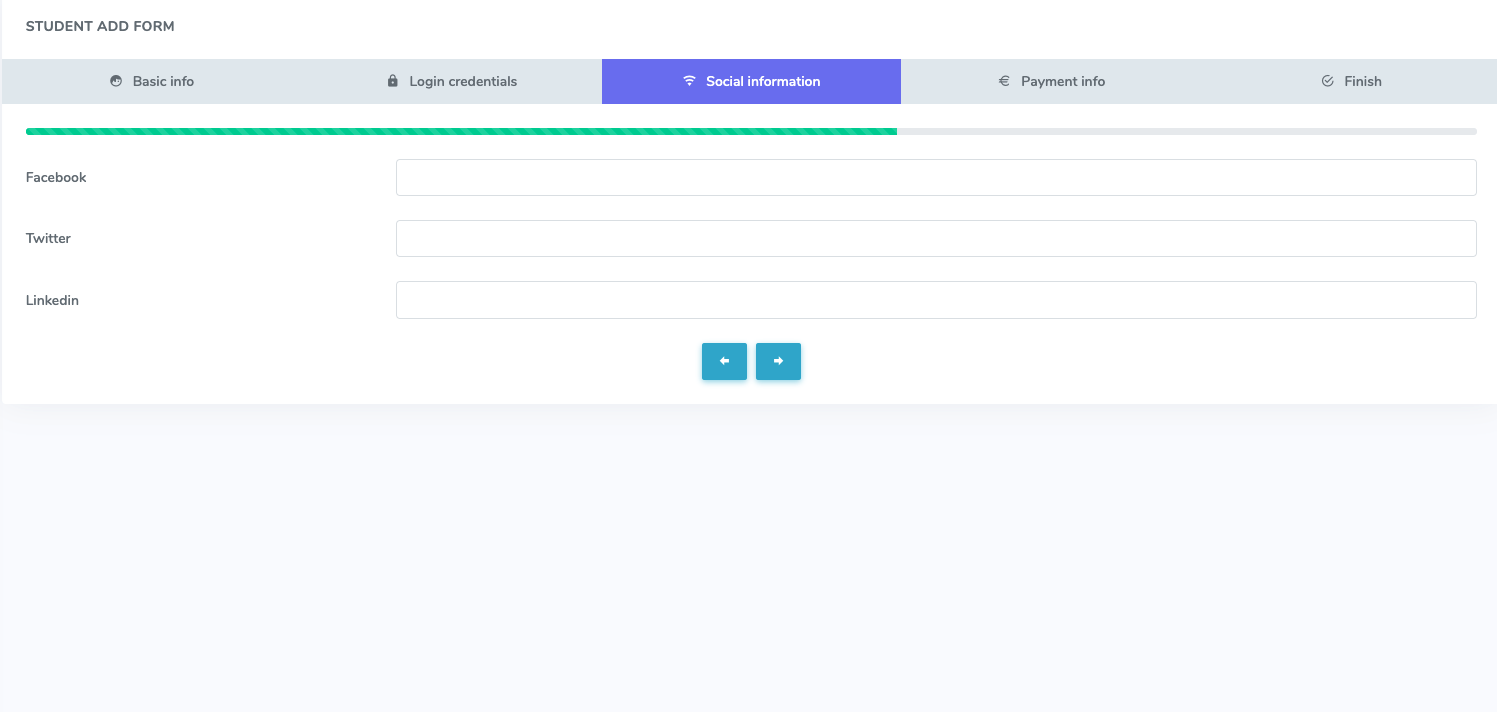 STUDENT ADD FORM
Basic info Login credentials Social information Payment info Finish
Facebook
Twitter
Linkedin